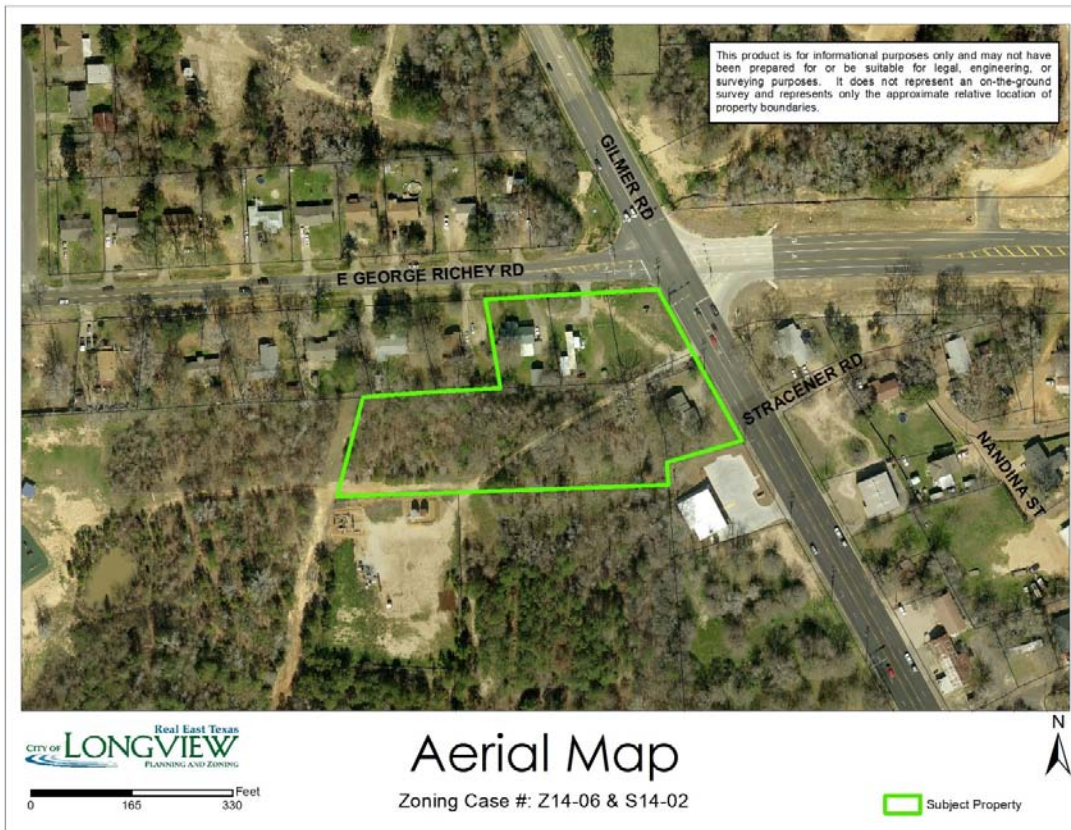 This product is for informational purposes only and may not have
been prepared for or be suitable for legal, engineering, or
surveying purposes. It does not represent an on-the-ground
survey and represents only the approximate relative location of
property boundaries.
GILMER RD
E GEORGE RICHEY RD
STRACENER RD
NANDINA ST
Real East Texas
CITY OF LONGVIEW
PLANNING AND ZONING
0 165 330 Feet
Aerial Map
Zoning Case #: Z14-06 & S14-02
N
Subject Property